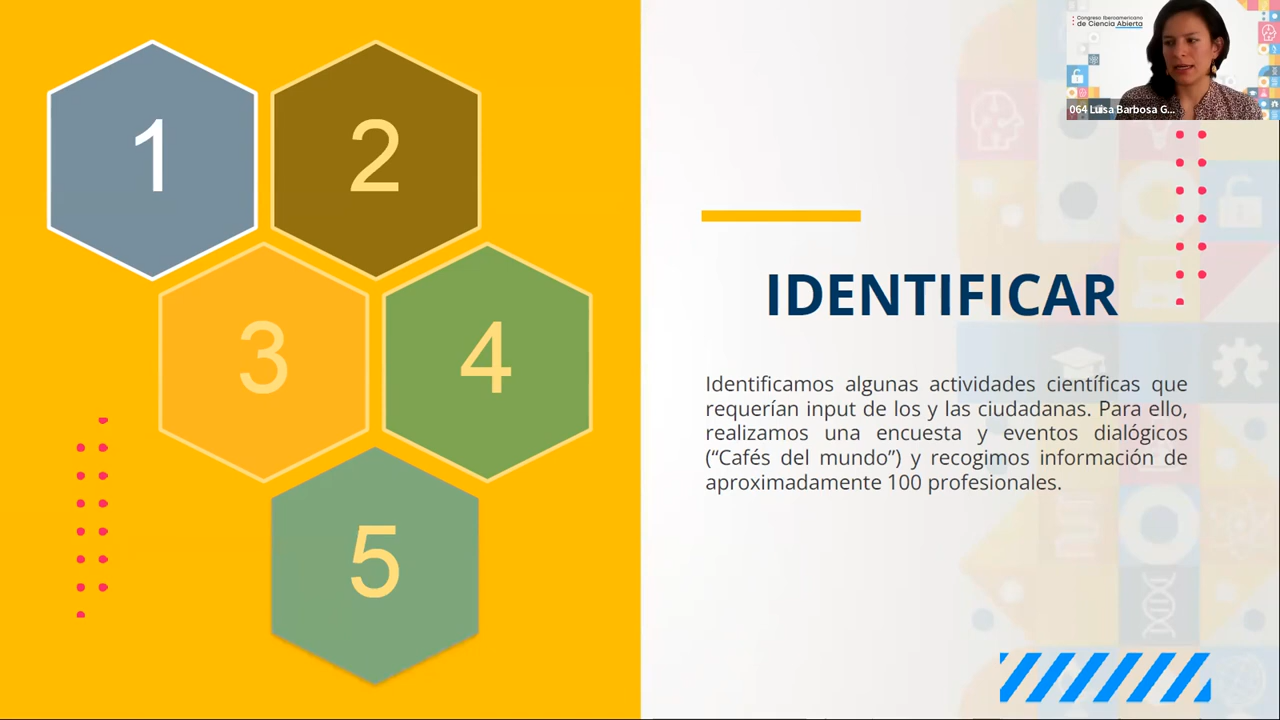 1
2
3
4
5
Congreso Iberoamericano
de Ciencia Abierta
064 Luisa Barbosa G...
IDENTIFICAR
Identificamos algunas actividades científicas que
requerían input de los y las ciudadanas. Para ello,
realizamos una encuesta y eventos dialógicos
(“Cafés del mundo”) y recogimos información de
aproximadamente 100 profesionales.